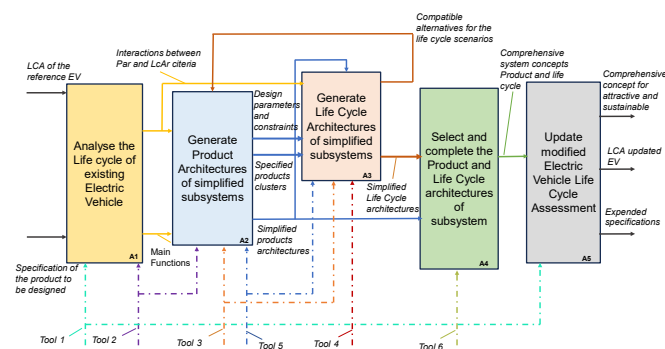 Compatible
alternatives for the
life cycle scenarios
Interactions between
Par and LcAr citeria
Comprehensive
system concepts
Product and life
cycle
LCA of the
reference EV
Comprehensive
concept for
attractive and
sustainable
Design
parameters
and
constraints
Analyse the
Life cycle of
existing
Electric
Vehicle
A1
Generate
Product
Architectures
of simplified
subsystems
A2
Generate
Life Cycle
Architectures
of simplified
subsystems
A3
Select and
complete the
Product and
Life Cycle
architectures
of
subsystem
A4
Update
modified
Electric
Vehicle Life
Cycle
Assessment
A5
Specified
products
clusters
Simplified
Life Cycle
architectures
LCA updated
EV
Simplified
products
architectures
Expended
specifications
Main
Functions
Specification of
the product to
be designed
Tool 1
Tool 2
Tool 3
Tool 5
Tool 4
Tool 6